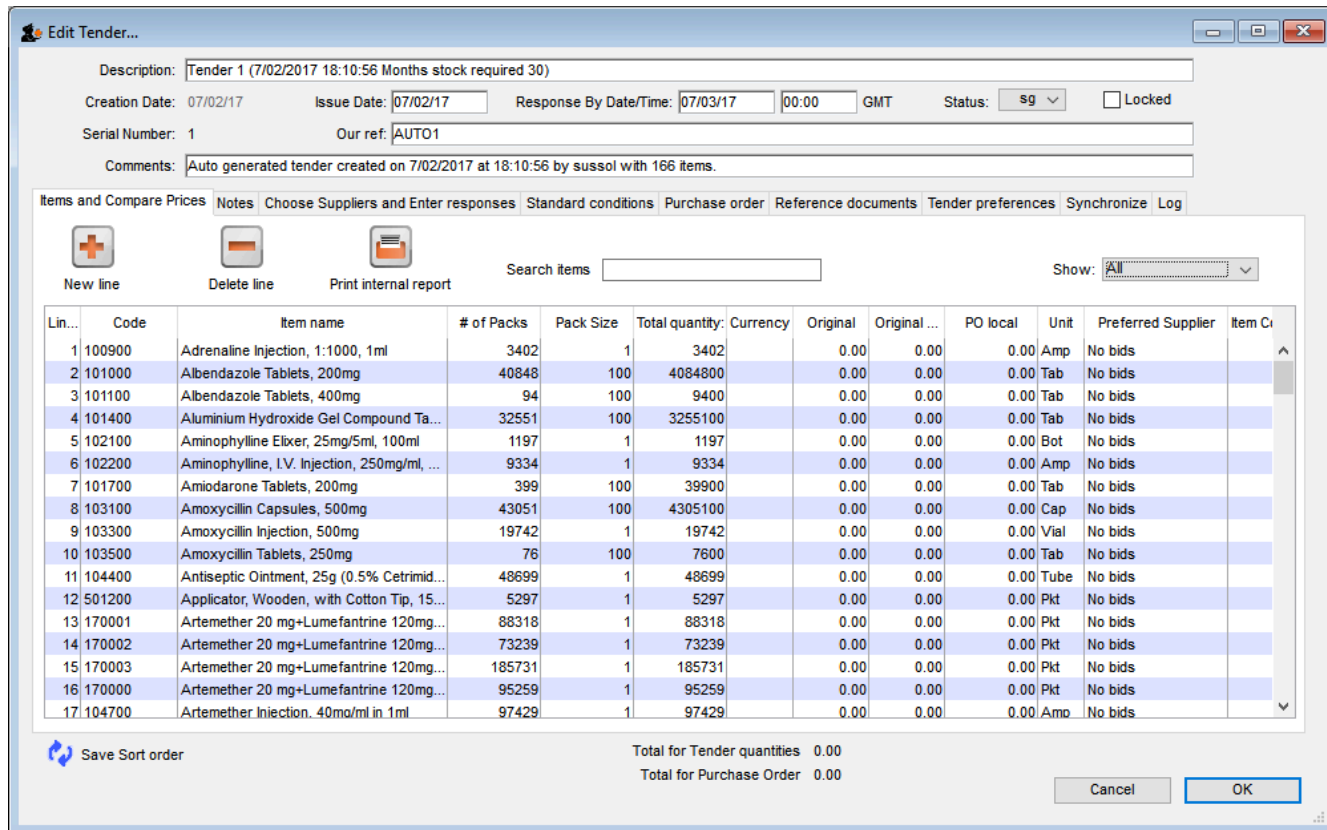 Edit Tender...
Description: Tender 1 (7/02/2017 18:10:56 Months stock required 30)
Creation Date: 07/02/17 Issue Date: 07/02/17 Response By Date/Time: 07/03/17 00:00 GMT Status: sg Locked
Serial Number: 1 Our ref: AUTO1
Comments: Auto generated tender created on 7/02/2017 at 18:10:56 by sussol with 166 items.
Items and Compare Prices Notes Choose Suppliers and Enter responses Standard conditions Purchase order Reference documents Tender preferences Synchronize Log
New line Delete line Print internal report Search items Show: All
Lin... Code Item name # of Packs Pack Size Total quantity: Currency Original Original ... PO local Unit Preferred Supplier Item Co
1 100900 Adrenaline Injection, 1:1000, 1ml 3402 1 3402 0.00 0.00 0.00 Amp No bids
2 101000 Albendazole Tablets, 200mg 40848 100 4084800 0.00 0.00 0.00 Tab No bids
3 101100 Albendazole Tablets, 400mg 94 100 9400 0.00 0.00 0.00 Tab No bids
4 101400 Aluminium Hydroxide Gel Compound Ta... 32551 100 3255100 0.00 0.00 0.00 Tab No bids
5 102100 Aminophylline Elixer, 25mg/5ml, 100ml 1197 1 1197 0.00 0.00 0.00 Bot No bids
6 102200 Aminophylline, I.V. Injection, 250mg/ml, ... 9334 1 9334 0.00 0.00 0.00 Amp No bids
7 101700 Amiodarone Tablets, 200mg 399 100 39900 0.00 0.00 0.00 Tab No bids
8 103100 Amoxycillin Capsules, 500mg 43051 100 4305100 0.00 0.00 0.00 Cap No bids
9 103300 Amoxycillin Injection, 500mg 19742 1 19742 0.00 0.00 0.00 Vial No bids
10 103500 Amoxycillin Tablets, 250mg 76 100 7600 0.00 0.00 0.00 Tab No bids
11 104400 Antiseptic Ointment, 25g (0.5% Cetrimid... 48699 1 48699 0.00 0.00 0.00 Tube No bids
12 501200 Applicator, Wooden, with Cotton Tip, 15... 5297 1 5297 0.00 0.00 0.00 Pkt No bids
13 170001 Artemether 20 mg+Lumefantrine 120mg... 88318 1 88318 0.00 0.00 0.00 Pkt No bids
14 170002 Artemether 20 mg+Lumefantrine 120mg... 73239 1 73239 0.00 0.00 0.00 Pkt No bids
15 170003 Artemether 20 mg+Lumefantrine 120mg... 185731 1 185731 0.00 0.00 0.00 Pkt No bids
16 170000 Artemether 20 mg+Lumefantrine 120mg... 95259 1 95259 0.00 0.00 0.00 Pkt No bids
17 104700 Artemether Injection, 40mg/ml in 1ml 97429 1 97429 0.00 0.00 0.00 Amp No bids
Save Sort order Total for Tender quantities 0.00
Total for Purchase Order 0.00
Cancel OK